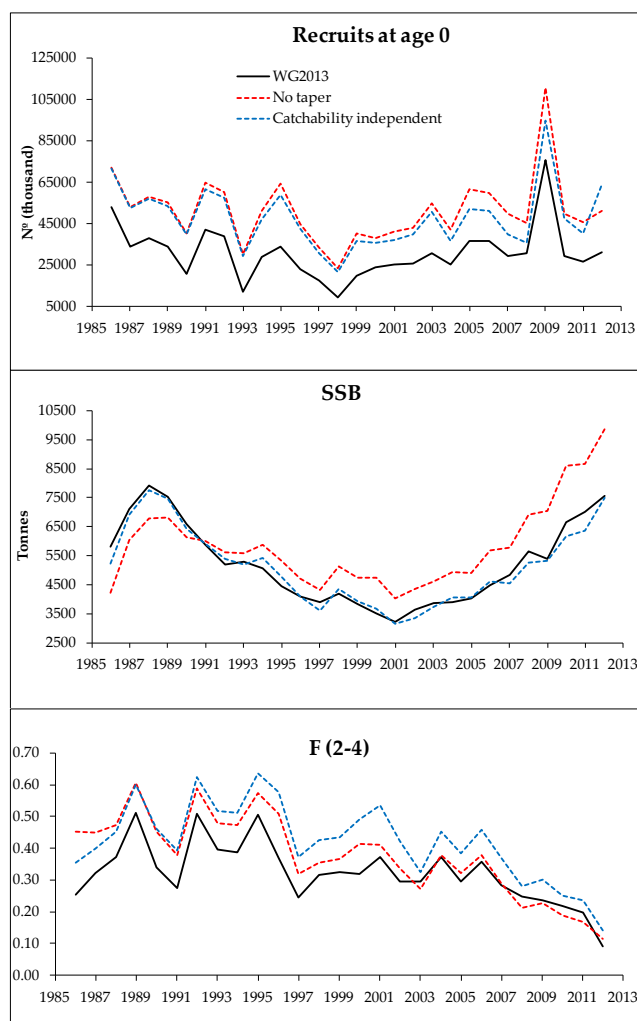 Recruits at age 0
WG2013
No taper
Catchability independent
Nº (thousand)
125000
105000
85000
65000
45000
25000
5000
1985 1987 1989 1991 1993 1995 1997 1999 2001 2003 2005 2007 2009 2011 2013
SSB
Tonnes
10500
9500
8500
7500
6500
5500
4500
3500
2500
1985 1987 1989 1991 1993 1995 1997 1999 2001 2003 2005 2007 2009 2011 2013
F (2-4)
0.70
0.60
0.50
0.40
0.30
0.20
0.10
0.00
1985 1987 1989 1991 1993 1995 1997 1999 2001 2003 2005 2007 2009 2011 2013